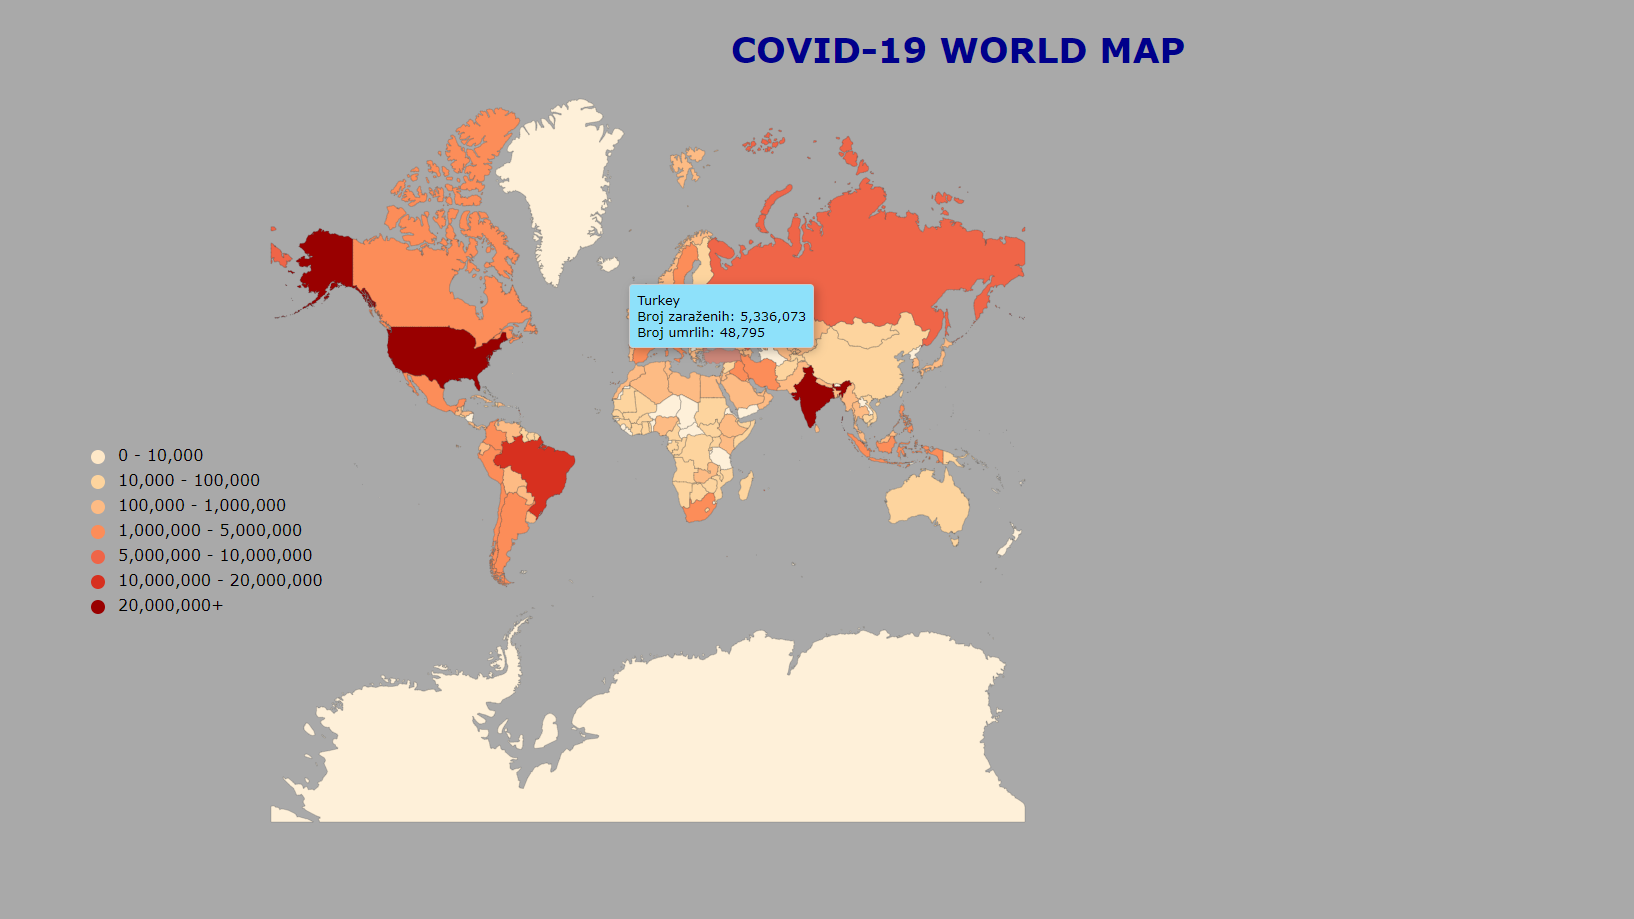 COVID-19 WORLD MAP
Turkey
Broj zaraženih: 5,336,073
Broj umrlih: 48,795
0 - 10,000
10,000 - 100,000
100,000 - 1,000,000
1,000,000 - 5,000,000
5,000,000 - 10,000,000
10,000,000 - 20,000,000
20,000,000+